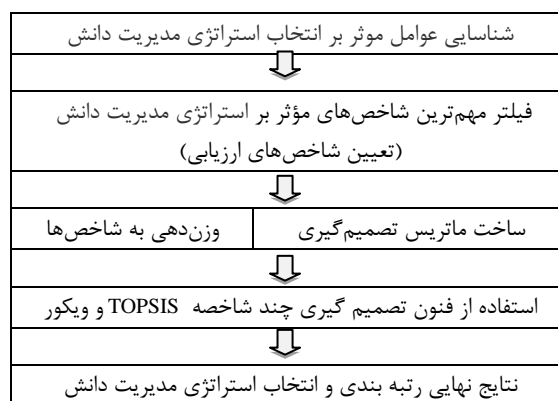 شناسایی عوامل موثر بر انتخاب استراتژی مدیریت دانش
فیلتر مهم‌ترین شاخص‌های مؤثر بر استراتژی مدیریت دانش
(تعیین شاخص‌های ارزیابی)
ساخت ماتریس تصمیم‌گیری
وزن‌دهی به شاخص‌ها
استفاده از فنون تصمیم گیری چند شاخصه TOPSIS و ویکور
نتایج نهایی رتبه بندی و انتخاب استراتژی مدیریت دانش